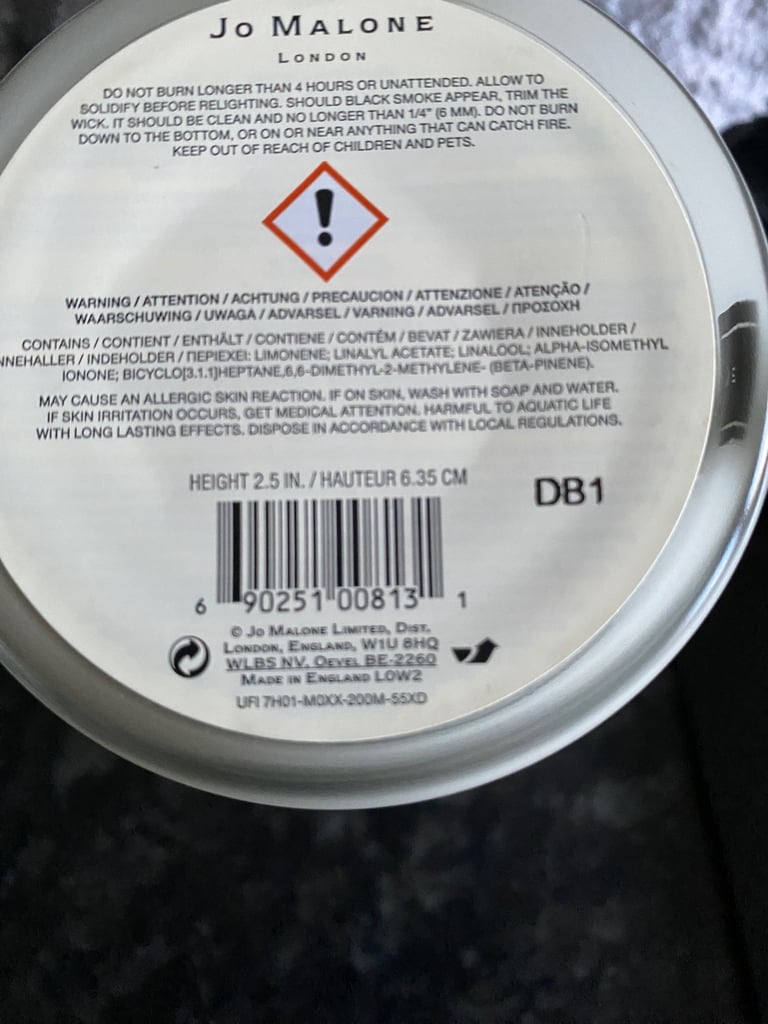 JO MALONE
LONDON
DO NOT BURN LONGER THAN 4 HOURS OR UNATTENDED. ALLOW TO
SOLIDIFY BEFORE RELIGHTING. SHOULD BLACK SMOKE APPEAR, TRIM THE
WICK. IT SHOULD BE CLEAN AND NO LONGER THAN 1/4" (6 MM). DO NOT BURN
DOWN TO THE BOTTOM, OR ON OR NEAR ANYTHING THAT CAN CATCH FIRE.
KEEP OUT OF REACH OF CHILDREN AND PETS.
WARNING / ATTENTION / ACHTUNG / PRECAUCION / ATTENZIONE / ATENÇÃO /
WAARSCHUWING / UWAGA / ADVARSEL / VARNING / ADVARSEL / ΠΡΟΣΟΧΗ
CONTAINS / CONTIENT / ENTHÄLT / CONTIENE / CONTÉM / BEVAT / ZAWIERA / INNEHOLDER /
NNEHALLER / INDEHOLDER / ΠΕΡΙΕΧΕΙ: LIMONENE; LINALYL ACETATE; LINALOOL; ALPHA-ISOMETHYL
IONONE; BICYCLO[3.1.1]HEPTANE,6,6-DIMETHYL-2-METHYLENE- (BETA-PINENE).
MAY CAUSE AN ALLERGIC SKIN REACTION. IF ON SKIN, WASH WITH SOAP AND WATER.
IF SKIN IRRITATION OCCURS, GET MEDICAL ATTENTION. HARMFUL TO AQUATIC LIFE
WITH LONG LASTING EFFECTS. DISPOSE IN ACCORDANCE WITH LOCAL REGULATIONS.
HEIGHT 2.5 IN. / HAUTEUR 6.35 CM
DB1
6 90251 00813 1
© JO MALONE LIMITED, DIST.
LONDON, ENGLAND, W1U 8HQ
WLBS NV. OEVEL BE-2260
MADE IN ENGLAND LOW2
UFI 7H01-M0XX-200M-55XD